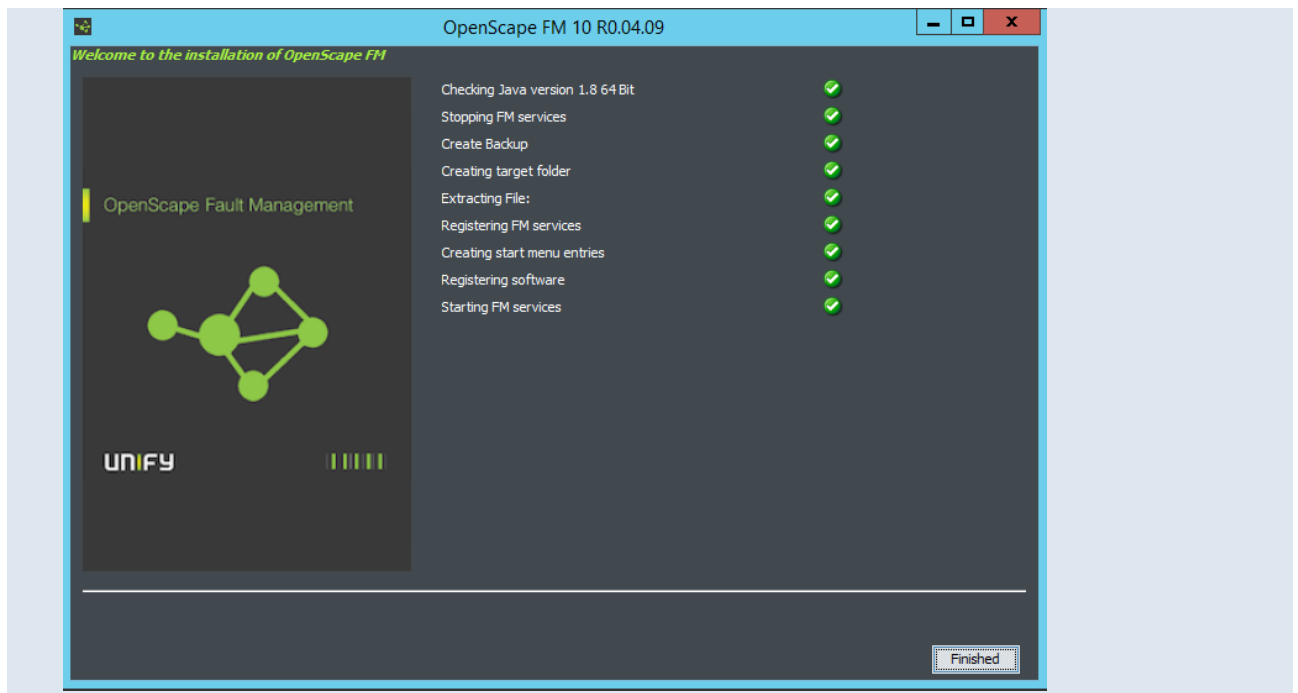 OpenScape FM 10 R0.04.09
Welcome to the installation of OpenScape FM
Checking Java version 1.8 64 Bit
Stopping FM services
Create Backup
Creating target folder
Extracting File:
Registering FM services
Creating start menu entries
Registering software
Starting FM services
OpenScape Fault Management
UNIFY
Finished